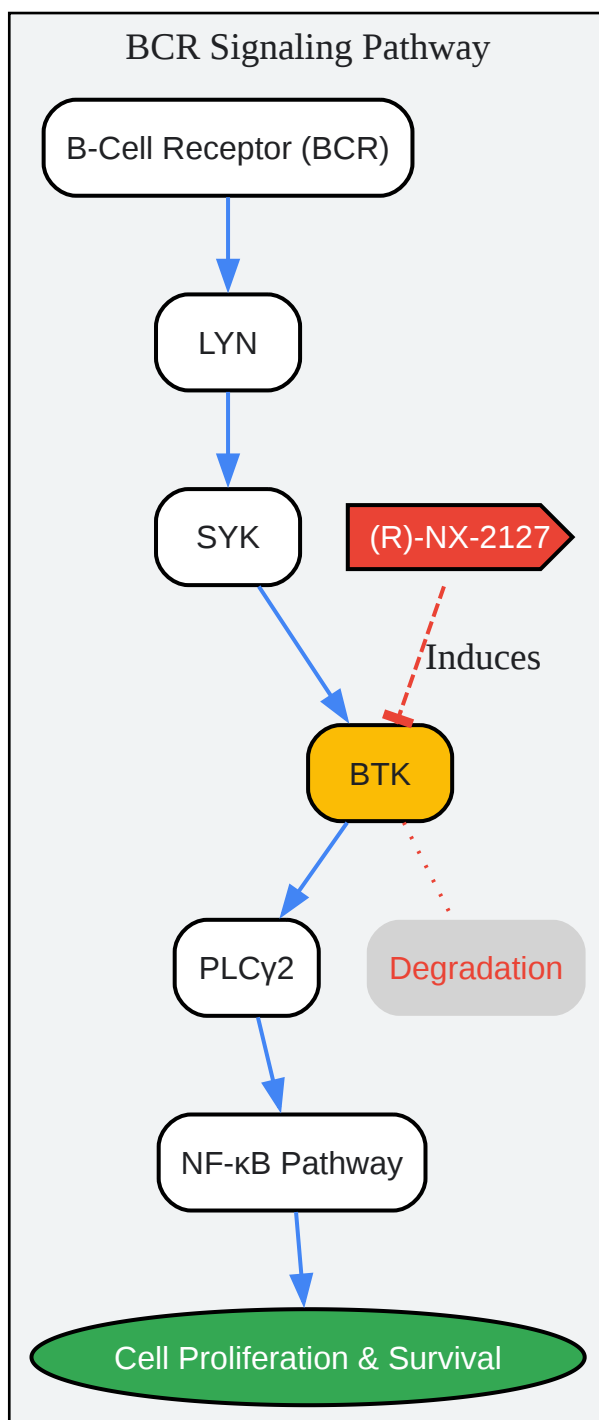 BCR Signaling Pathway
B-Cell Receptor (BCR)
LYN
SYK
(R)-NX-2127
Induces
BTK
PLCγ2
Degradation
NF-κB Pathway
Cell Proliferation & Survival